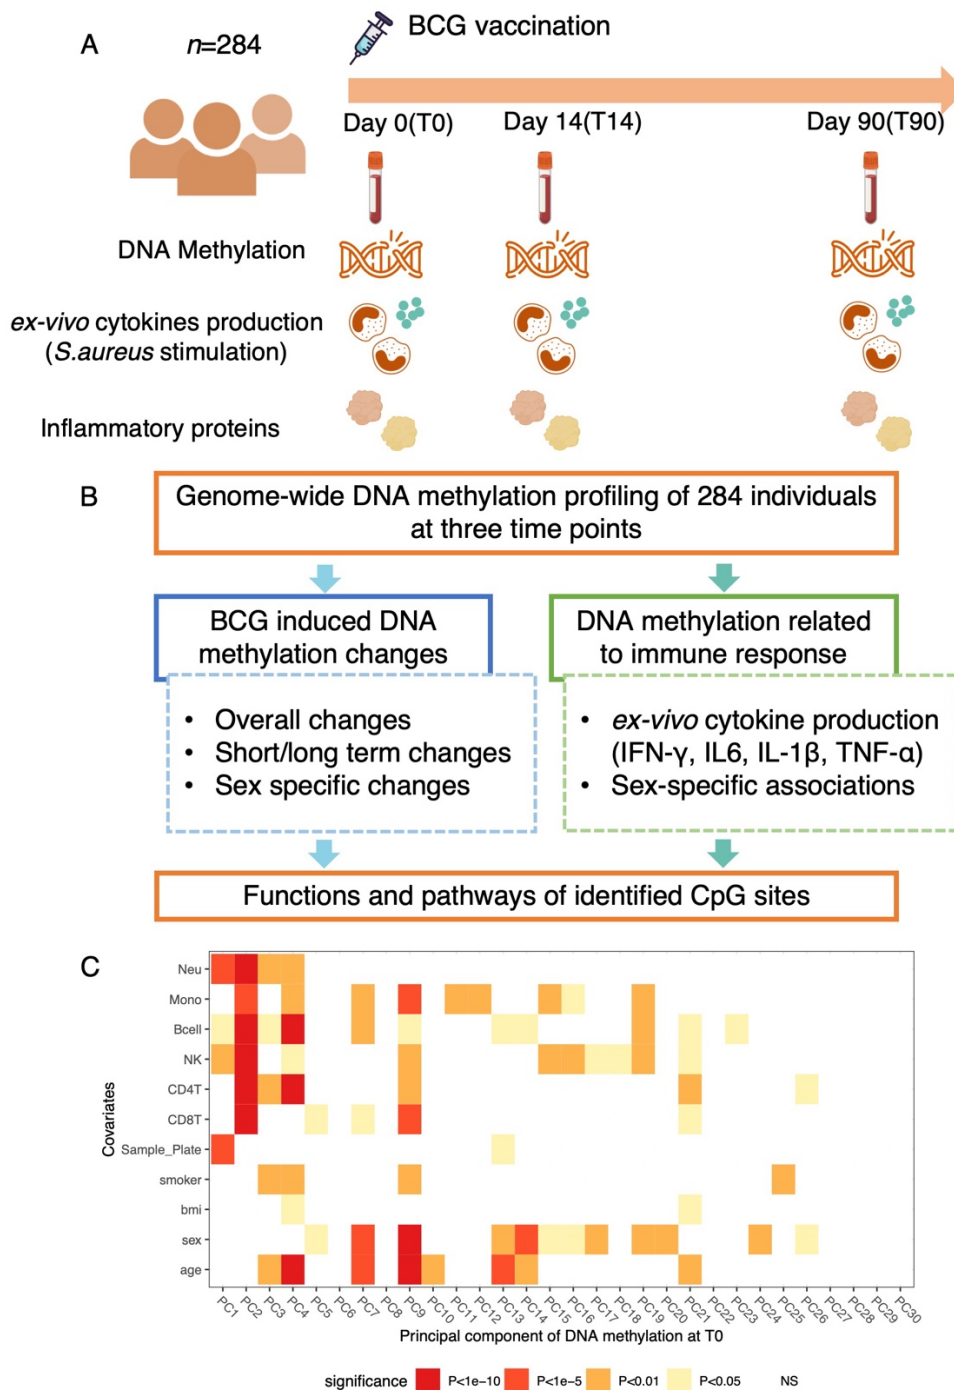 A
n=284
BCG vaccination
Day 0(T0)
Day 14(T14)
Day 90(T90)
DNA Methylation
ex-vivo cytokines production
(S.aureus stimulation)
Inflammatory proteins
B
Genome-wide DNA methylation profiling of 284 individuals
at three time points
BCG induced DNA
methylation changes
• Overall changes
• Short/long term changes
• Sex specific changes
DNA methylation related
to immune response
• ex-vivo cytokine production
(IFN-γ, IL6, IL-1β, TNF-α)
• Sex-specific associations
Functions and pathways of identified CpG sites
C
Covariates
Neu
Mono
Bcell
NK
CD4T
CD8T
Sample_Plate
smoker
bmi
sex
age
PC1 PC2 PC3 PC4 PC5 PC6 PC7 PC8 PC9 PC10 PC11 PC12 PC13 PC14 PC15 PC16 PC17 PC18 PC19 PC20 PC21 PC22 PC23 PC24 PC25 PC26 PC27 PC28 PC29 PC30
Principal component of DNA methylation at T0
significance P<1e−10 P<1e−5 P<0.01 P<0.05 NS